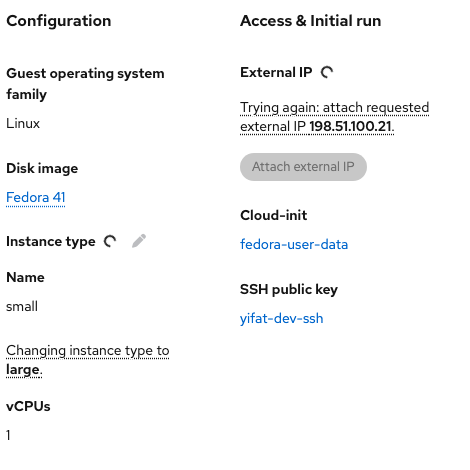 Configuration
Guest operating system
family
Linux
Disk image
Fedora 41
Instance type
Name
small
Changing instance type to
large.
vCPUs
1
Access & Initial run
External IP
Trying again: attach requested
external IP 198.51.100.21.
Attach external IP
Cloud-init
fedora-user-data
SSH public key
yifat-dev-ssh